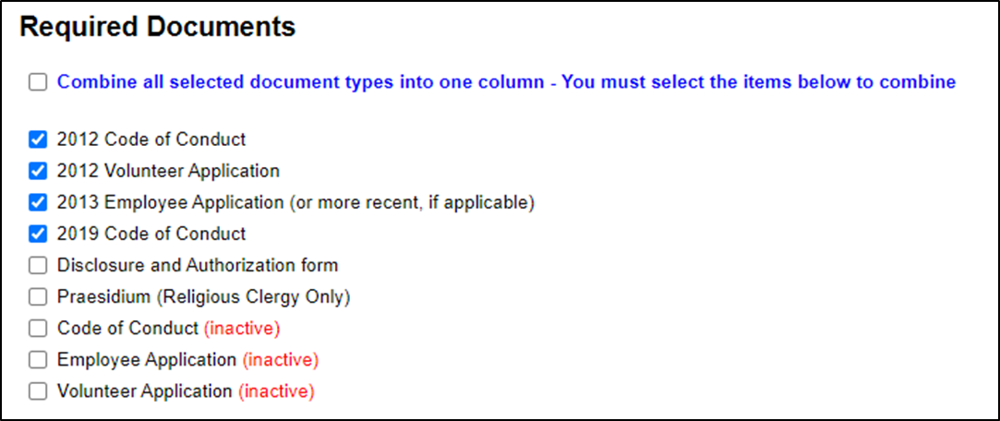 Required Documents
Combine all selected document types into one column - You must select the items below to combine
2012 Code of Conduct
2012 Volunteer Application
2013 Employee Application (or more recent, if applicable)
2019 Code of Conduct
Disclosure and Authorization form
Praesidium (Religious Clergy Only)
Code of Conduct (inactive)
Employee Application (inactive)
Volunteer Application (inactive)